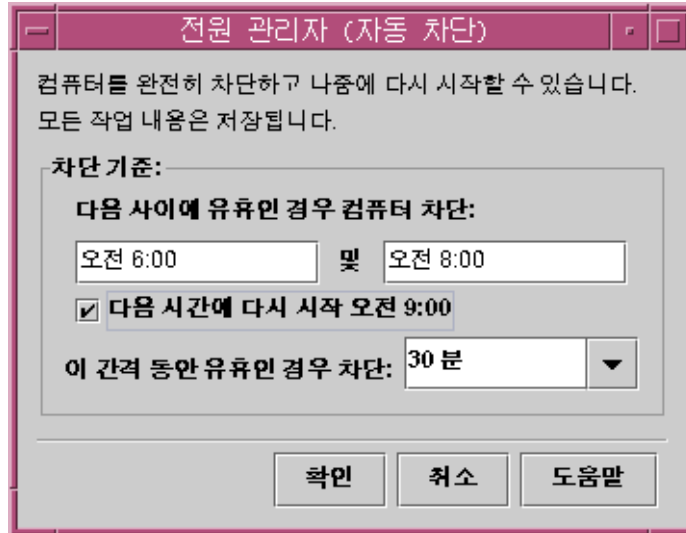 전원 관리자 (자동 차단)
컴퓨터를 완전히 차단하고 나중에 다시 시작할 수 있습니다.
모든 작업 내용은 저장됩니다.
차단 기준:
다음 사이에 유휴인 경우 컴퓨터 차단:
오전 6:00 및 오전 8:00
다음 시간에 다시 시작 오전 9:00
이 간격 동안 유휴인 경우 차단: 30 분
확인 취소 도움말